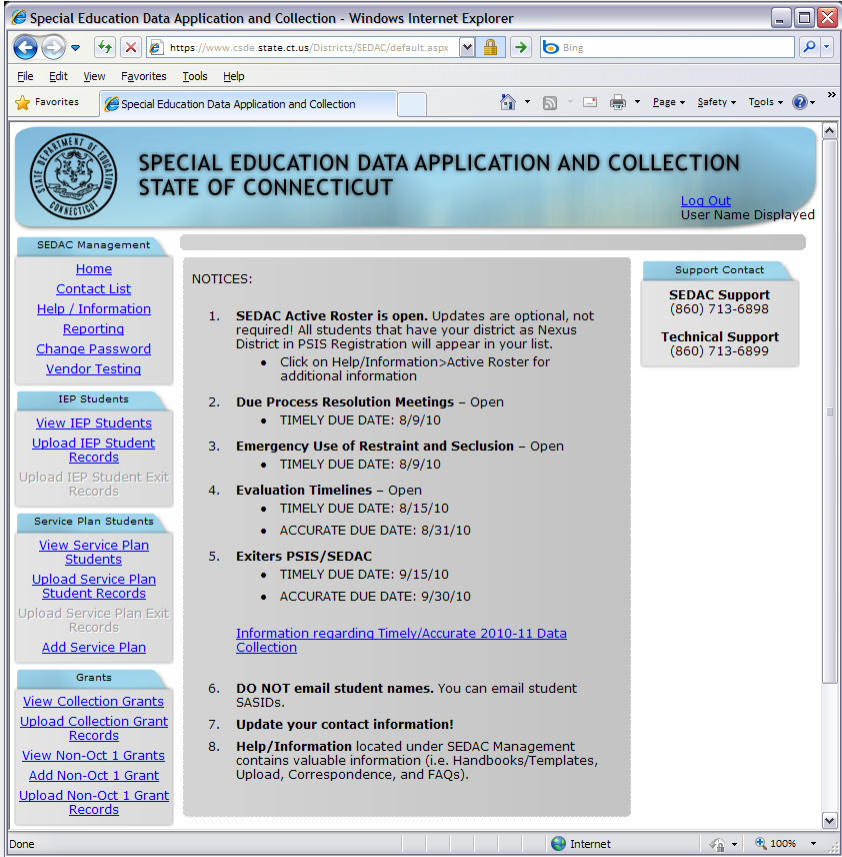 Special Education Data Application and Collection - Windows Internet Explorer
https://www.csde.state.ct.us/Districts/SEDAC/default.aspx
Bing
File Edit View Favorites Tools Help
Favorites
Special Education Data Application and Collection
Page Safety Tools
STATE DEPARTMENT OF EDUCATION
CONNECTICUT
SPECIAL EDUCATION DATA APPLICATION AND COLLECTION
STATE OF CONNECTICUT
Log Out
User Name Displayed
SEDAC Management
Home
Contact List
Help / Information
Reporting
Change Password
Vendor Testing
IEP Students
View IEP Students
Upload IEP Student
Records
Upload IEP Student Exit
Records
Service Plan Students
View Service Plan
Students
Upload Service Plan
Student Records
Upload Service Plan Exit
Records
Add Service Plan
Grants
View Collection Grants
Upload Collection Grant
Records
View Non-Oct 1 Grants
Add Non-Oct 1 Grant
Upload Non-Oct 1 Grant
Records
NOTICES:
1. SEDAC Active Roster is open. Updates are optional, not
required! All students that have your district as Nexus
District in PSIS Registration will appear in your list.
• Click on Help/Information>Active Roster for
additional information
2. Due Process Resolution Meetings – Open
• TIMELY DUE DATE: 8/9/10
3. Emergency Use of Restraint and Seclusion – Open
• TIMELY DUE DATE: 8/9/10
4. Evaluation Timelines – Open
• TIMELY DUE DATE: 8/15/10
• ACCURATE DUE DATE: 8/31/10
5. Exiters PSIS/SEDAC
• TIMELY DUE DATE: 9/15/10
• ACCURATE DUE DATE: 9/30/10
Information regarding Timely/Accurate 2010-11 Data
Collection
6. DO NOT email student names. You can email student
SASIDs.
7. Update your contact information!
8. Help/Information located under SEDAC Management
contains valuable information (i.e. Handbooks/Templates,
Upload, Correspondence, and FAQs).
Support Contact
SEDAC Support
(860) 713-6898
Technical Support
(860) 713-6899
Done
Internet
100%